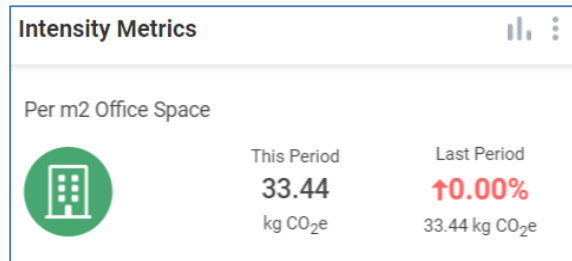 Intensity Metrics
Per m2 Office Space
This Period
33.44
kg CO₂e
Last Period
↑0.00%
33.44 kg CO₂e